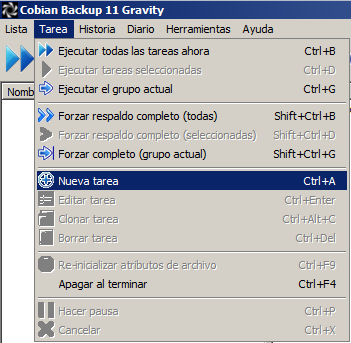 Cobian Backup 11 Gravity
Lista Tarea Historia Diario Herramientas Ayuda
Ejecutar todas las tareas ahora Ctrl+B
Ejecutar tareas seleccionadas Ctrl+D
Ejecutar el grupo actual Ctrl+G
Nomb
Forzar respaldo completo (todas) Shift+Ctrl+B
Forzar respaldo completo (seleccionadas) Shift+Ctrl+D
Forzar completo (grupo actual) Shift+Ctrl+G
Nueva tarea Ctrl+A
Editar tarea Ctrl+Enter
Clonar tarea Ctrl+Alt+C
Borrar tarea Ctrl+Del
Re-inicializar atributos de archivo Ctrl+F9
Apagar al terminar Ctrl+F4
Hacer pausa Ctrl+P
Cancelar Ctrl+X